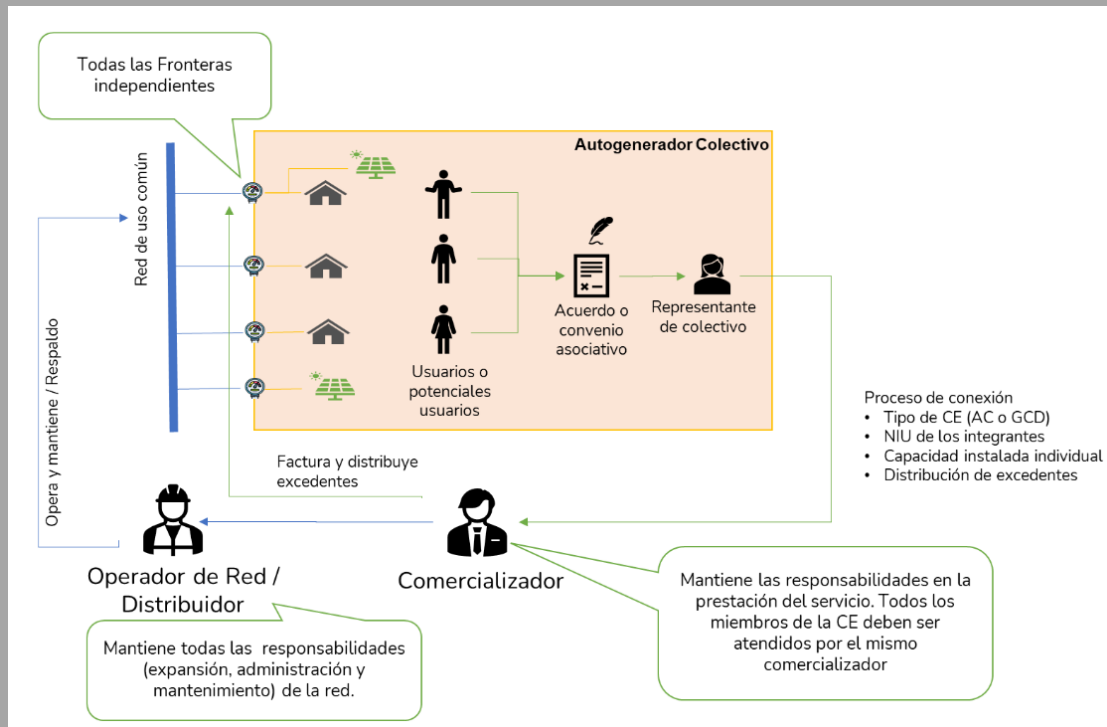 Todas las Fronteras
independientes
Autogenerador Colectivo
Red de uso común
Opera y mantiene / Respaldo
Usuarios o
potenciales
usuarios
Acuerdo o
convenio
asociativo
Representante
de colectivo
Proceso de conexión
• Tipo de CE (AC o GCD)
• NIU de los integrantes
• Capacidad instalada individual
• Distribución de excedentes
Factura y distribuye
excedentes
Operador de Red /
Distribuidor
Comercializador
Mantiene todas las responsabilidades
(expansión, administración y
mantenimiento) de la red.
Mantiene las responsabilidades en la
prestación del servicio. Todos los
miembros de la CE deben ser
atendidos por el mismo
comercializador